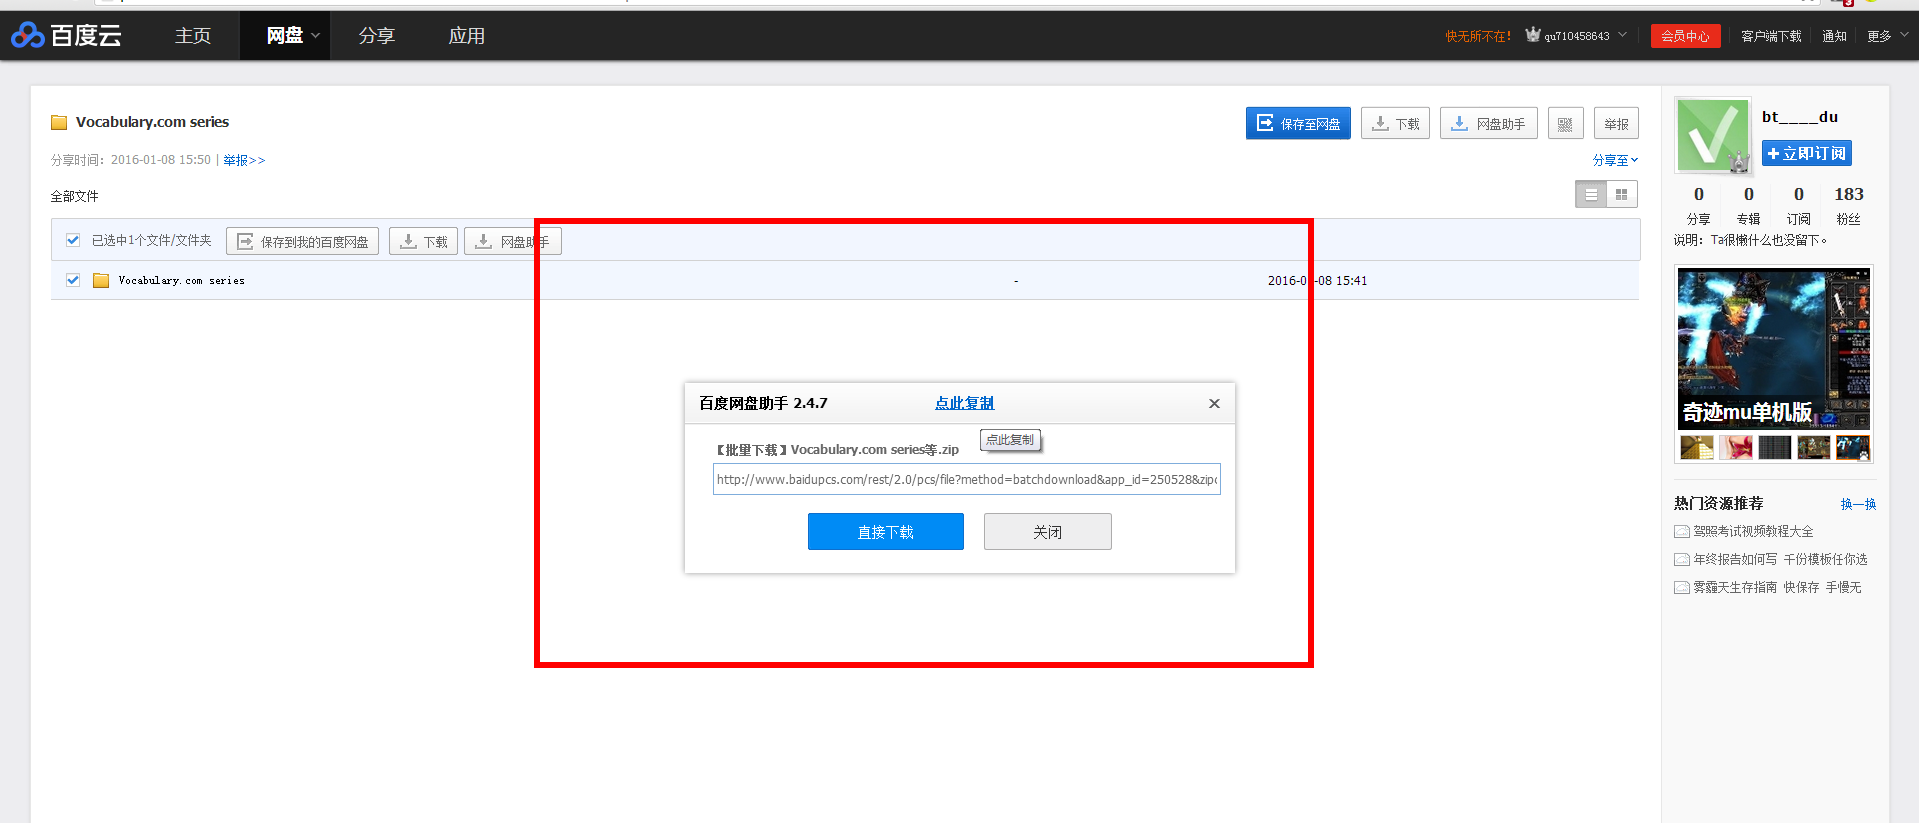 百度云 主页 网盘 分享 应用 快无所不在! qu710458643 会员中心 客户端下载 通知 更多
Vocabulary.com series
保存至网盘 下载 网盘助手 举报
分享时间: 2016-01-08 15:50 | 举报>>
分享至
全部文件
已选中1个文件/文件夹 保存到我的百度网盘 下载 网盘助手
Vocabulary.com series - 2016-0 -08 15:41
百度网盘助手 2.4.7 点此复制
点此复制
【批量下载】Vocabulary.com series等.zip
http://www.baidupcs.com/rest/2.0/pcs/file?method=batchdownload&app_id=250528&zip
直接下载 关闭
bt____du
+立即订阅
0 0 0 183
分享 专辑 订阅 粉丝
说明: Ta很懒什么也没留下。
奇迹mu单机版
热门资源推荐 换一换
驾照考试视频教程大全
年终报告如何写 千份模板任你选
雾霾天生存指南 快保存 手慢无